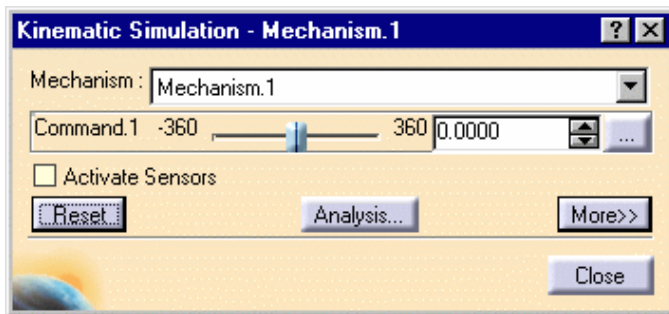 Kinematic Simulation - Mechanism.1 ? X
Mechanism : Mechanism.1
Command.1 -360 360 0.0000 ...
Activate Sensors
Reset Analysis... More>>
Close